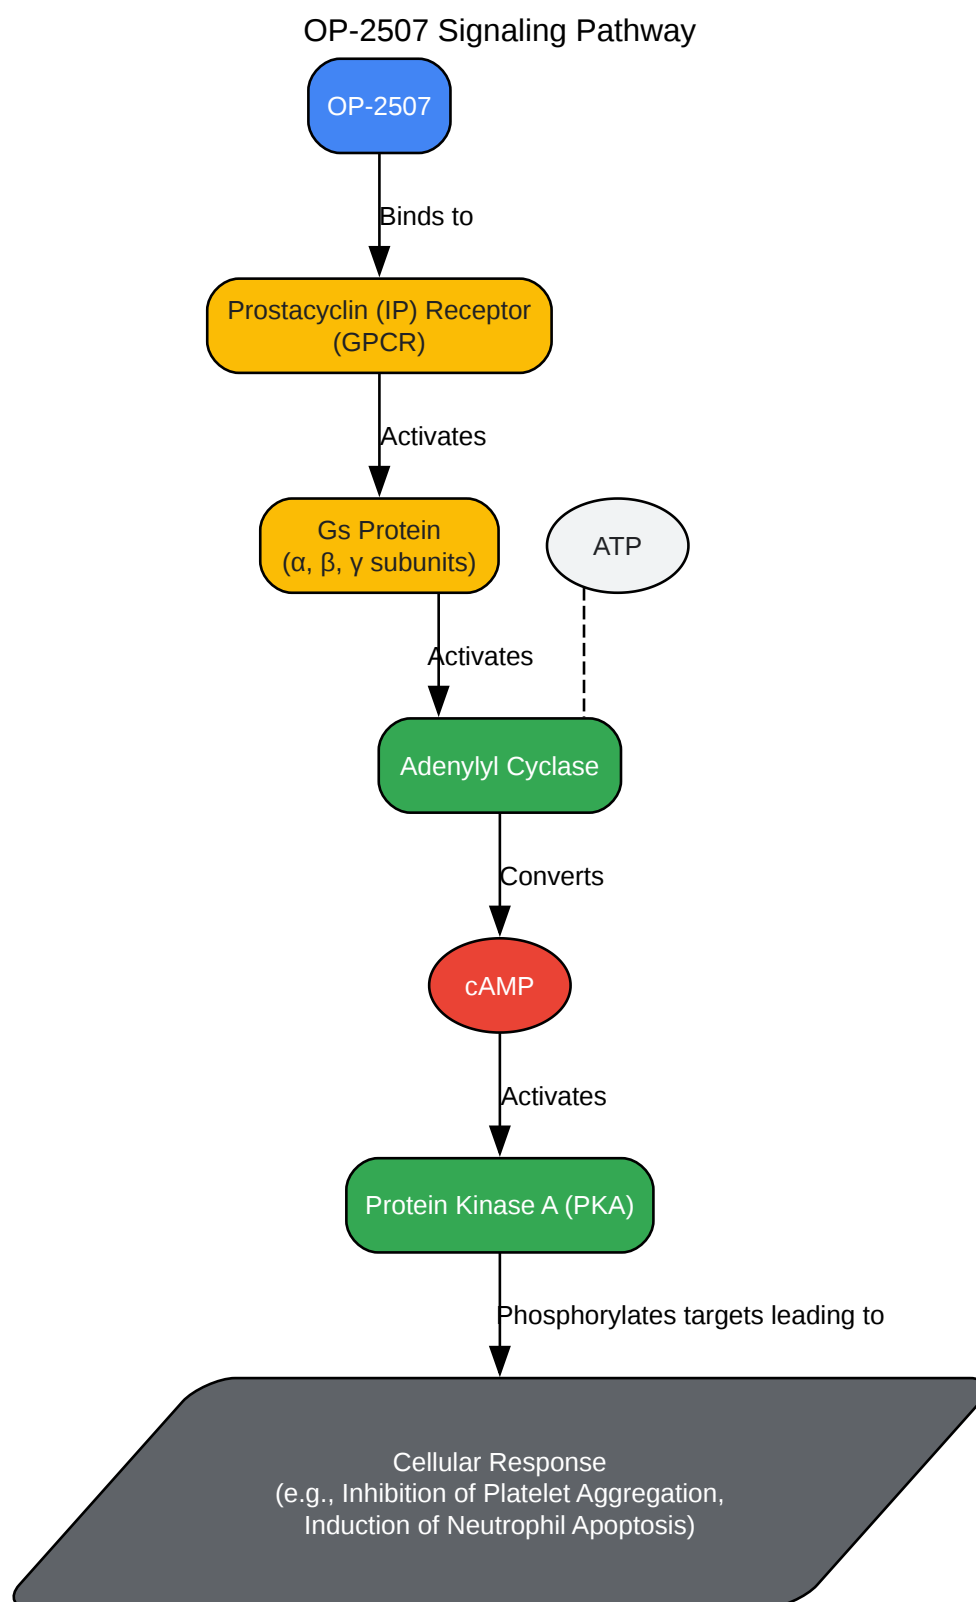 OP-2507 Signaling Pathway
OP-2507
Binds to
Prostacyclin (IP) Receptor
(GPCR)
Activates
Gs Protein
(α, β, γ subunits)
ATP
Activates
Adenylyl Cyclase
Converts
cAMP
Activates
Protein Kinase A (PKA)
Phosphorylates targets leading to
Cellular Response
(e.g., Inhibition of Platelet Aggregation,
Induction of Neutrophil Apoptosis)